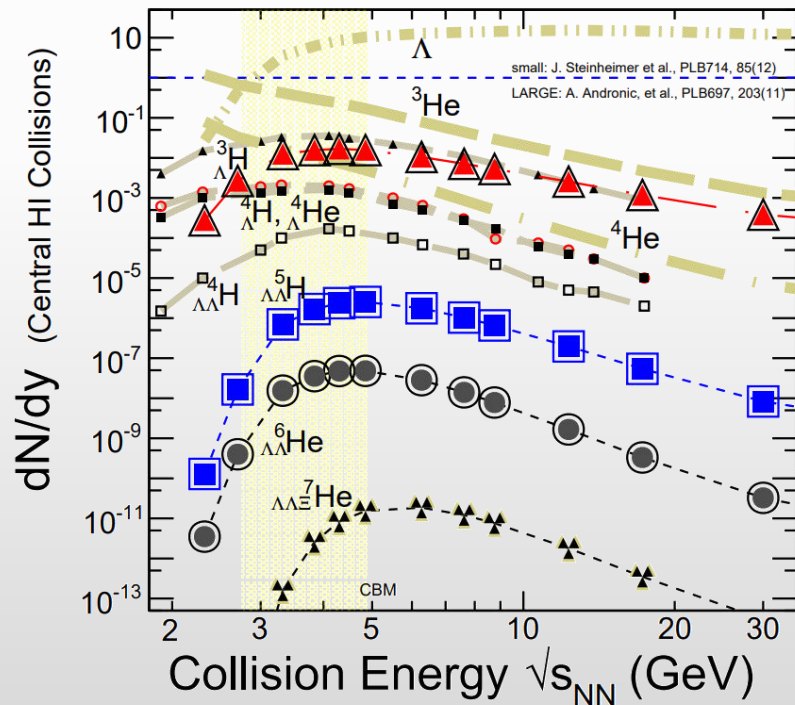 10
Λ
small: J. Steinheimer et al., PLB714, 85(12)
LARGE: A. Andronic, et al., PLB697, 203(11)
³He
10⁻¹
³ΛH
10⁻³
⁴ΛH, ⁴ΛHe
⁴He
10⁻⁵
⁴ΛΛH
⁵ΛΛH
10⁻⁷
10⁻⁹
⁶ΛΛHe
10⁻¹¹
⁷ΛΛΞHe
10⁻¹³
CBM
2 3 4 5 10 20 30
Collision Energy √sNN (GeV)
dN/dy (Central HI Collisions)